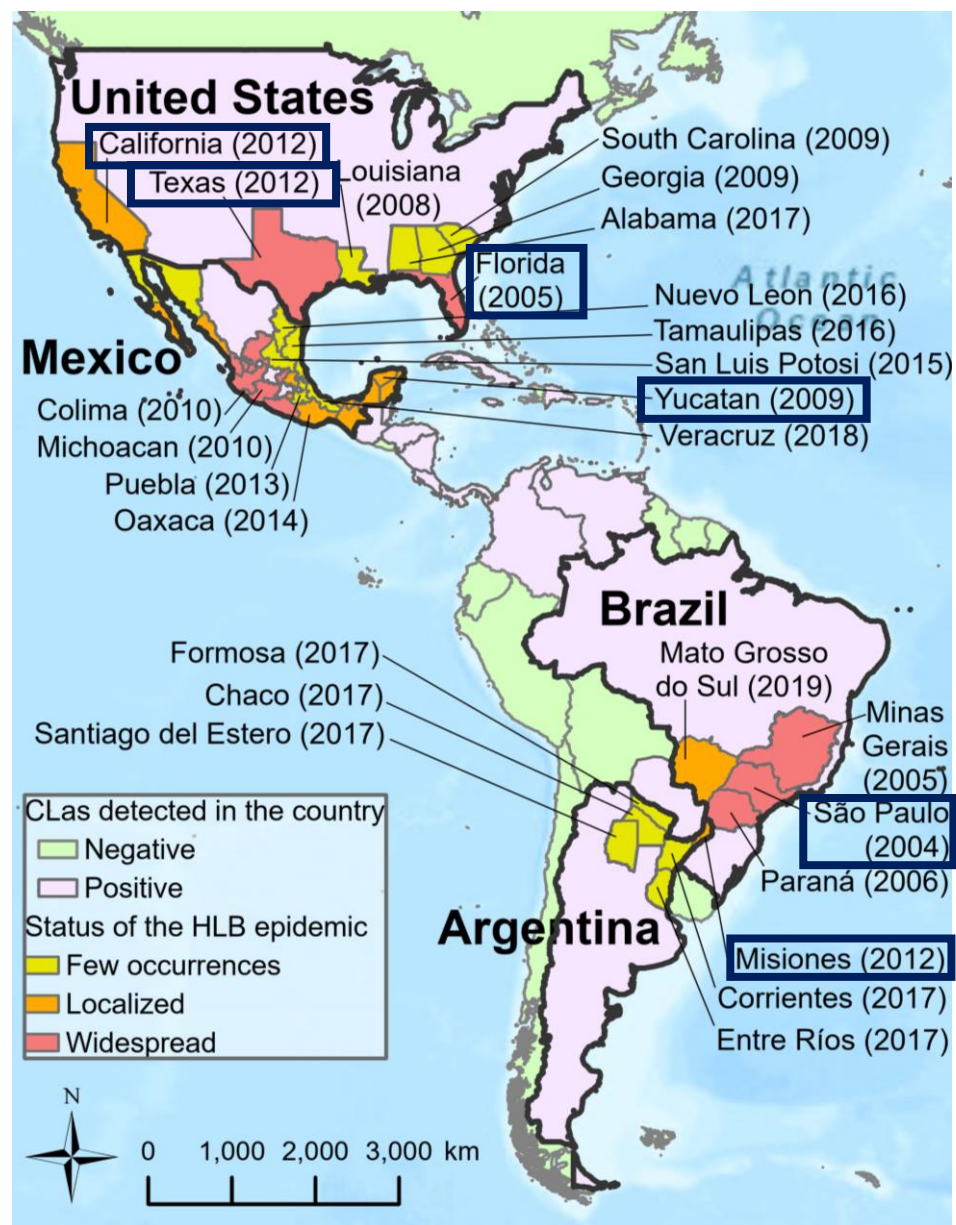 United States
California (2012)
Texas (2012)
Louisiana
(2008)
South Carolina (2009)
Georgia (2009)
Alabama (2017)
Florida
(2005)
Atlantic
Ocean
Nuevo Leon (2016)
Tamaulipas (2016)
San Luis Potosi (2015)
Yucatan (2009)
Veracruz (2018)
Mexico
Colima (2010)
Michoacan (2010)
Puebla (2013)
Oaxaca (2014)
Brazil
Mato Grosso
do Sul (2019)
Minas
Gerais
(2005)
São Paulo
(2004)
Paraná (2006)
Formosa (2017)
Chaco (2017)
Santiago del Estero (2017)
Argentina
Misiones (2012)
Corrientes (2017)
Entre Ríos (2017)
CLas detected in the country
Negative
Positive
Status of the HLB epidemic
Few occurrences
Localized
Widespread
N
0 1,000 2,000 3,000 km